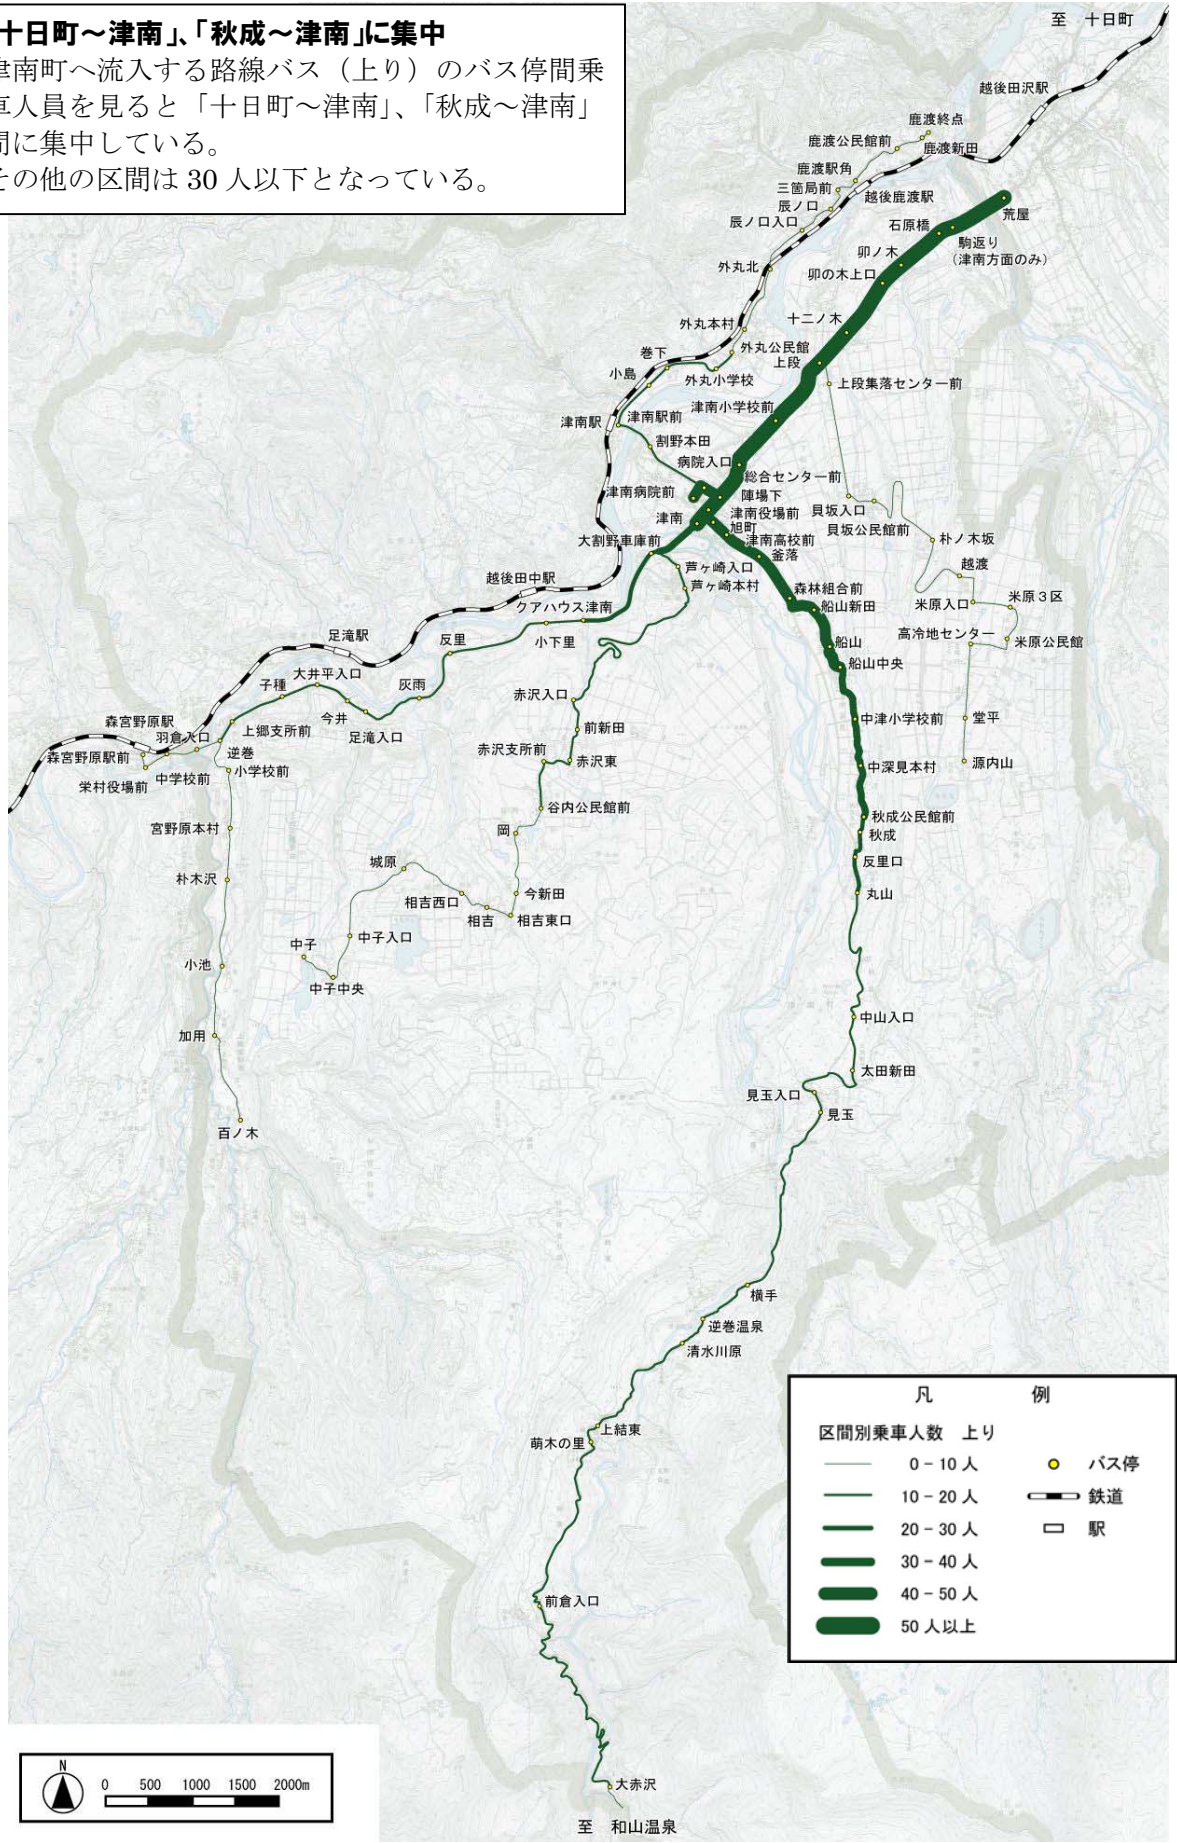 十日町～津南」、「秋成～津南」に集中
津南町へ流入する路線バス（上り）のバス停間乗
車人員を見ると「十日町～津南」、「秋成～津南」
間に集中している。
その他の区間は 30 人以下となっている。
至　十日町
越後田沢駅
鹿渡終点
鹿渡公民館前
鹿渡新田
鹿渡駅角
三箇局前
越後鹿渡駅
辰ノ口
辰ノ口入口
荒屋
石原橋
駒返り
（津南方面のみ）
卯ノ木
外丸北
卯の木上口
十二ノ木
外丸本村
外丸公民館
巻下
上段
小島
外丸小学校
上段集落センター前
津南小学校前
津南駅
津南駅前
割野本田
病院入口
総合センター前
津南病院前
陣場下
貝坂入口
津南役場前
津南
旭町
貝坂公民館前
大割野車庫前
津南高校前
朴ノ木坂
釜落
芦ヶ崎入口
越渡
越後田中駅
芦ヶ崎本村
森林組合前
米原３区
クアハウス津南
米原入口
船山新田
足滝駅
小下里
高冷地センター
反里
船山
米原公民館
船山中央
大井平入口
子種
灰雨
赤沢入口
今井
森宮野原駅
中津小学校前
堂平
羽倉入口
上郷支所前
足滝入口
前新田
森宮野原駅前
逆巻
赤沢支所前
赤沢東
源内山
中学校前
小学校前
中深見本村
栄村役場前
谷内公民館前
秋成公民館前
宮野原本村
岡
秋成
城原
反里口
朴木沢
相吉西口
今新田
丸山
相吉
相吉東口
中子入口
中子
小池
中子中央
中山入口
加用
太田新田
見玉入口
見玉
百ノ木
横手
逆巻温泉
清水川原
上結東
萌木の里
前倉入口
大赤沢
至　和山温泉
凡　例
区間別乗車人数　上り
0 - 10 人
バス停
10 - 20 人
鉄道
20 - 30 人
駅
30 - 40 人
40 - 50 人
50 人以上
N
0 500 1000 1500 2000m